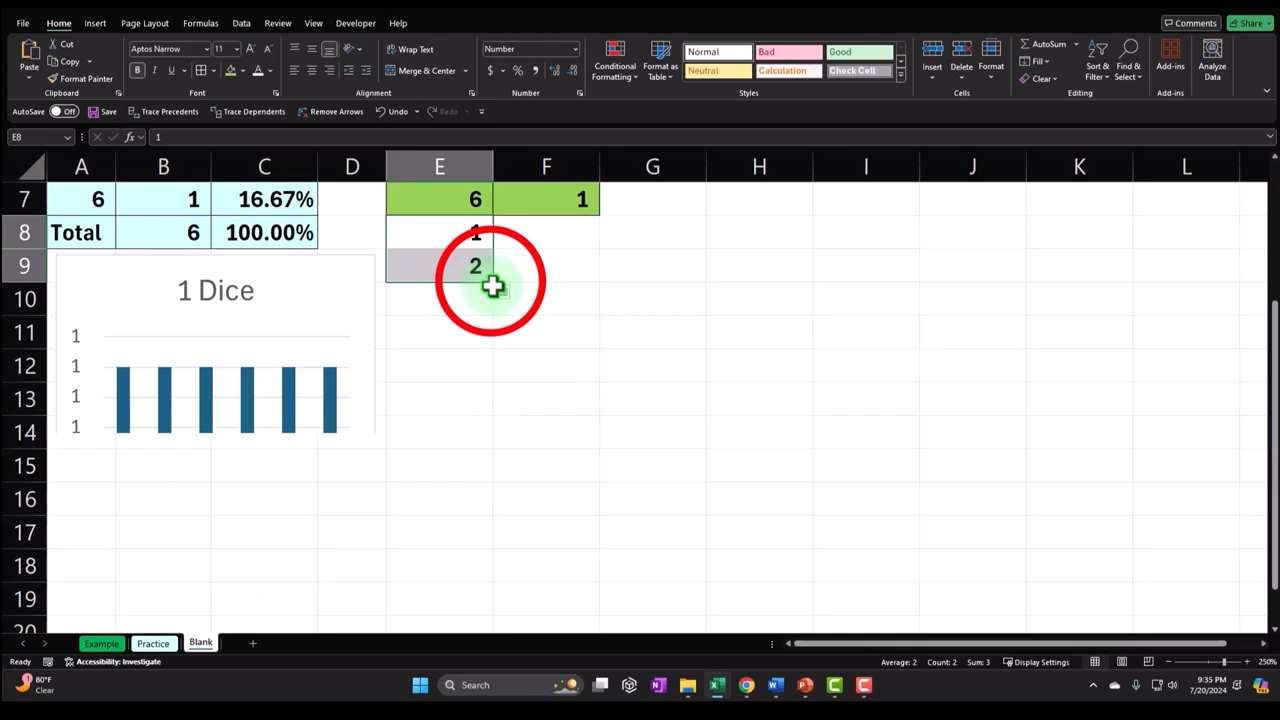 File Home Insert Page Layout Formulas Data Review View Developer Help Comments Share
Paste Cut Copy Format Painter Clipboard
Aptos Narrow 11 A A B I U A Font
Wrap Text Merge & Center Alignment
Number $ % , Number
Conditional Formatting Format as Table
Normal Bad Good
Neutral Calculation Check Cell
Styles
Insert Delete Format Cells
AutoSum Fill Clear Sort & Filter Find & Select Editing
Add-ins Add-ins
Analyze Data
AutoSave Off Save Trace Precedents Trace Dependents Remove Arrows Undo Redo
E8 fx 1
A B C D E F G H I J K L
7 6 1 16.67% 6 1
8 Total 6 100.00% 1
9 2
1 Dice
1
1
1
1
10
11
12
13
14
15
16
17
18
19
20
Example Practice Blank
Ready Accessibility: Investigate Average: 2 Count: 2 Sum: 3 Display Settings 250%
80°F
Clear
Search
9:35 PM
7/20/2024